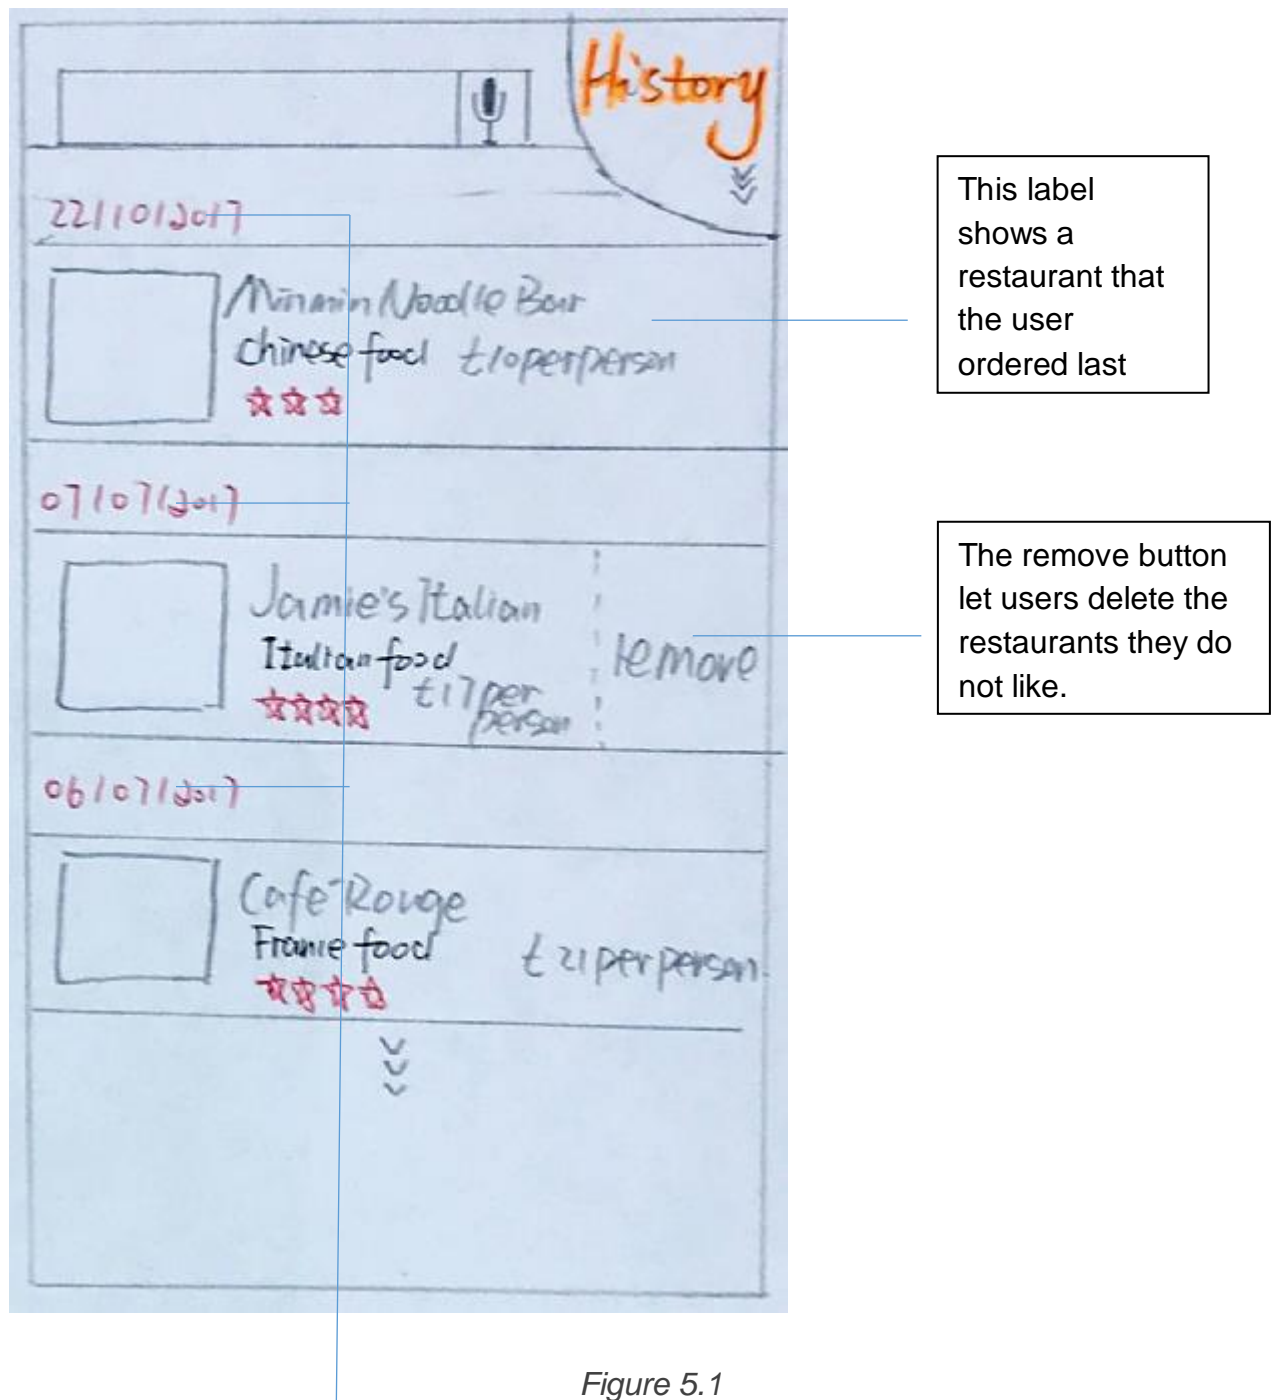 History
22/10/2017
Minmin Noodle Bar
chinese food £10 per person
07/07/2017
Jamie's Italian
Italian food
£17 per
person
remove
06/07/2017
Café Rouge
France food
£21 per person
This label
shows a
restaurant that
the user
ordered last
The remove button
let users delete the
restaurants they do
not like.
Figure 5.1